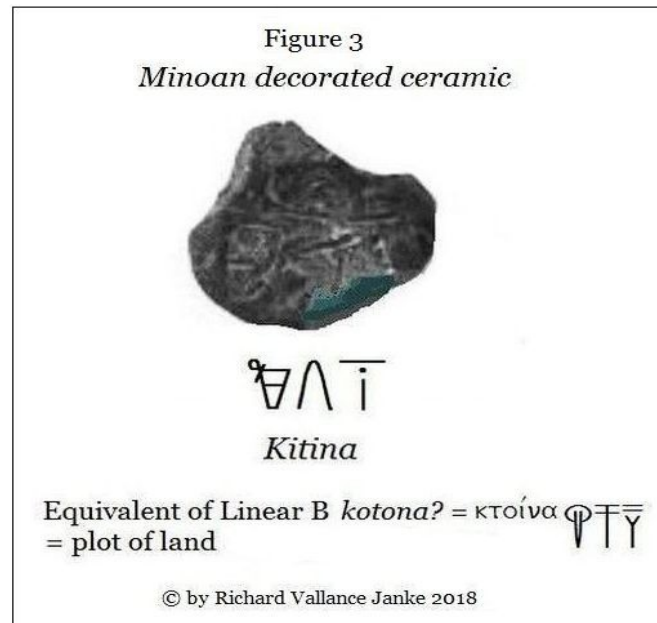 Figure 3
Minoan decorated ceramic
Kitina
Equivalent of Linear B kotona? = κτοίνα 𐀒𐀵𐀙
= plot of land
© by Richard Vallance Janke 2018